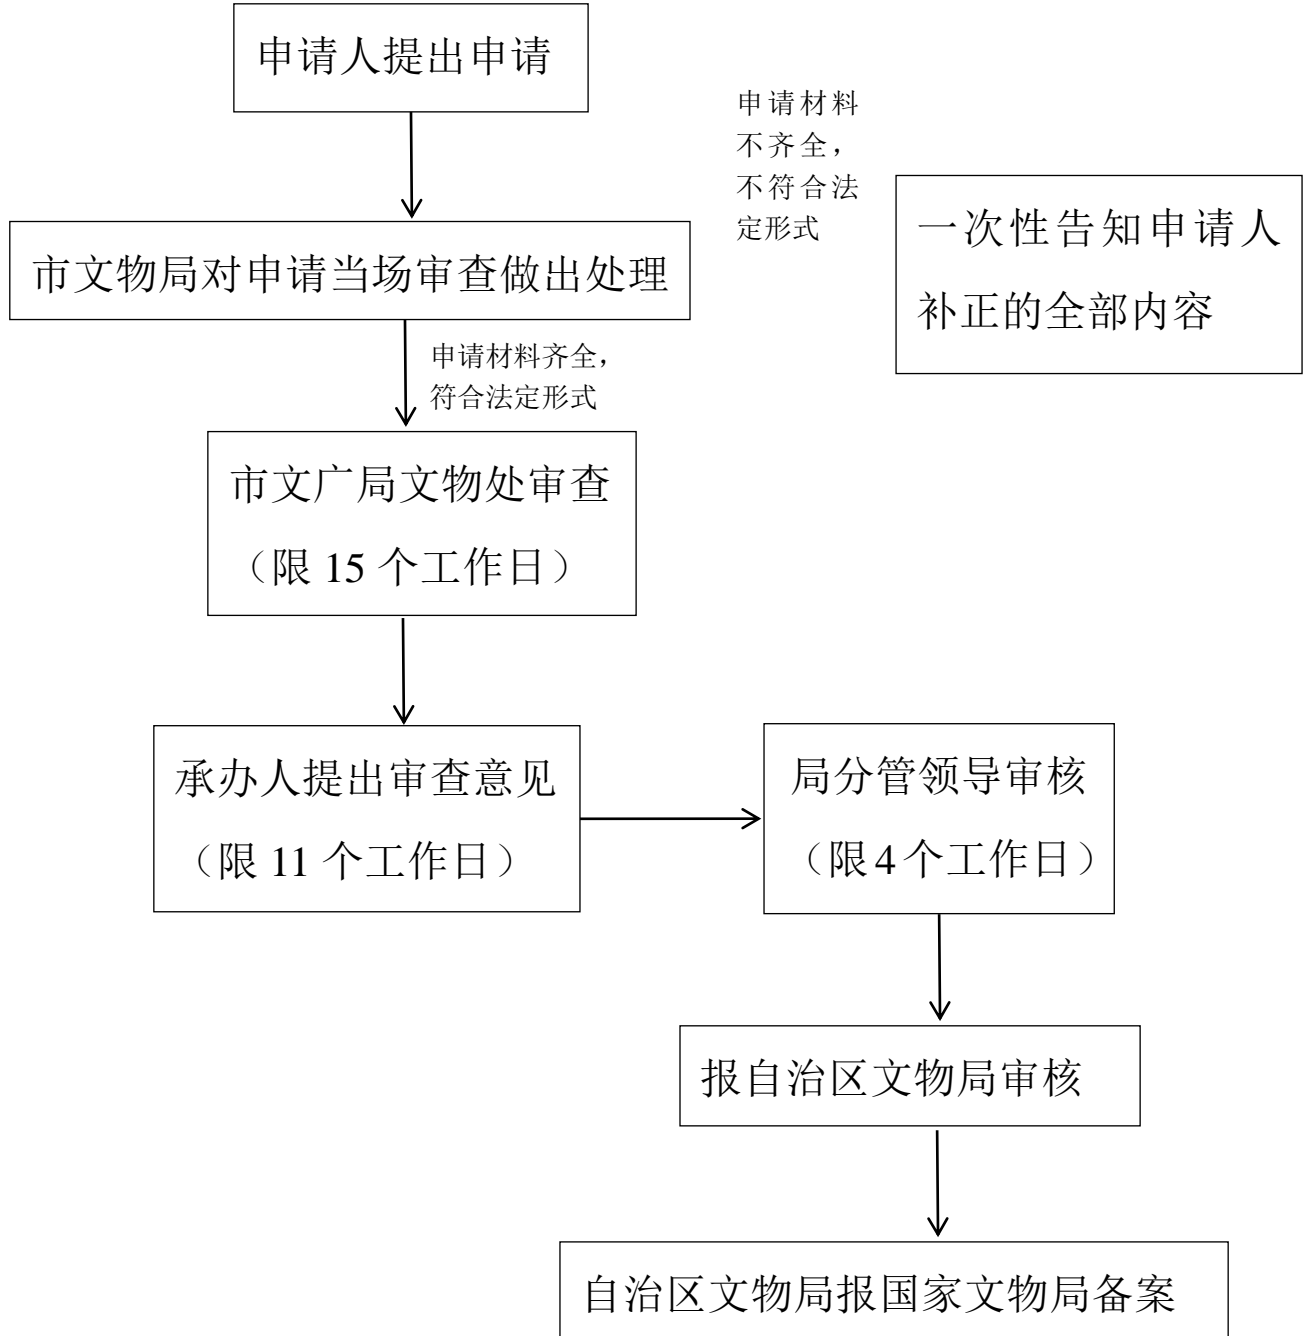 申请人提出申请
申请材料
不齐全，
不符合法
定形式
一次性告知申请人
补正的全部内容
市文物局对申请当场审查做出处理
申请材料齐全，
符合法定形式
市文广局文物处审查
（限 15 个工作日）
承办人提出审查意见
（限 11 个工作日）
局分管领导审核
（限 4 个工作日）
报自治区文物局审核
自治区文物局报国家文物局备案